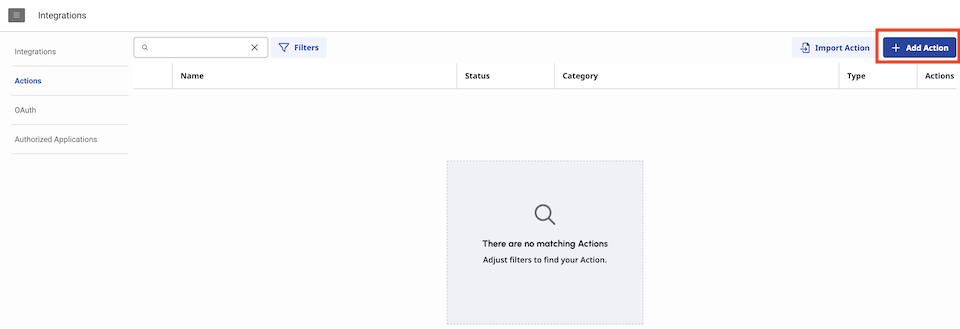 Integrations
Integrations
Actions
OAuth
Authorized Applications
Filters
Import Action
+ Add Action
Name Status Category Type Actions
There are no matching Actions
Adjust filters to find your Action.